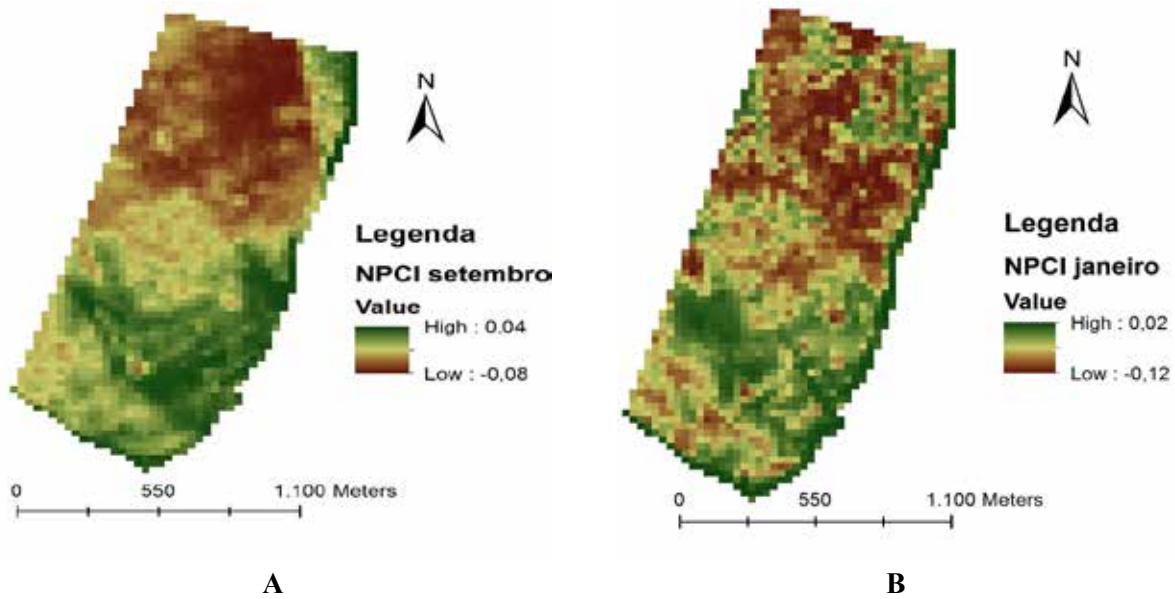 N
Legenda
NPCI setembro
Value
High : 0.04
Low : -0,08
0 550 1.100 Meters
A
N
Legenda
NPCI janeiro
Value
High : 0.02
Low : -0,12
0 550 1.100 Meters
B